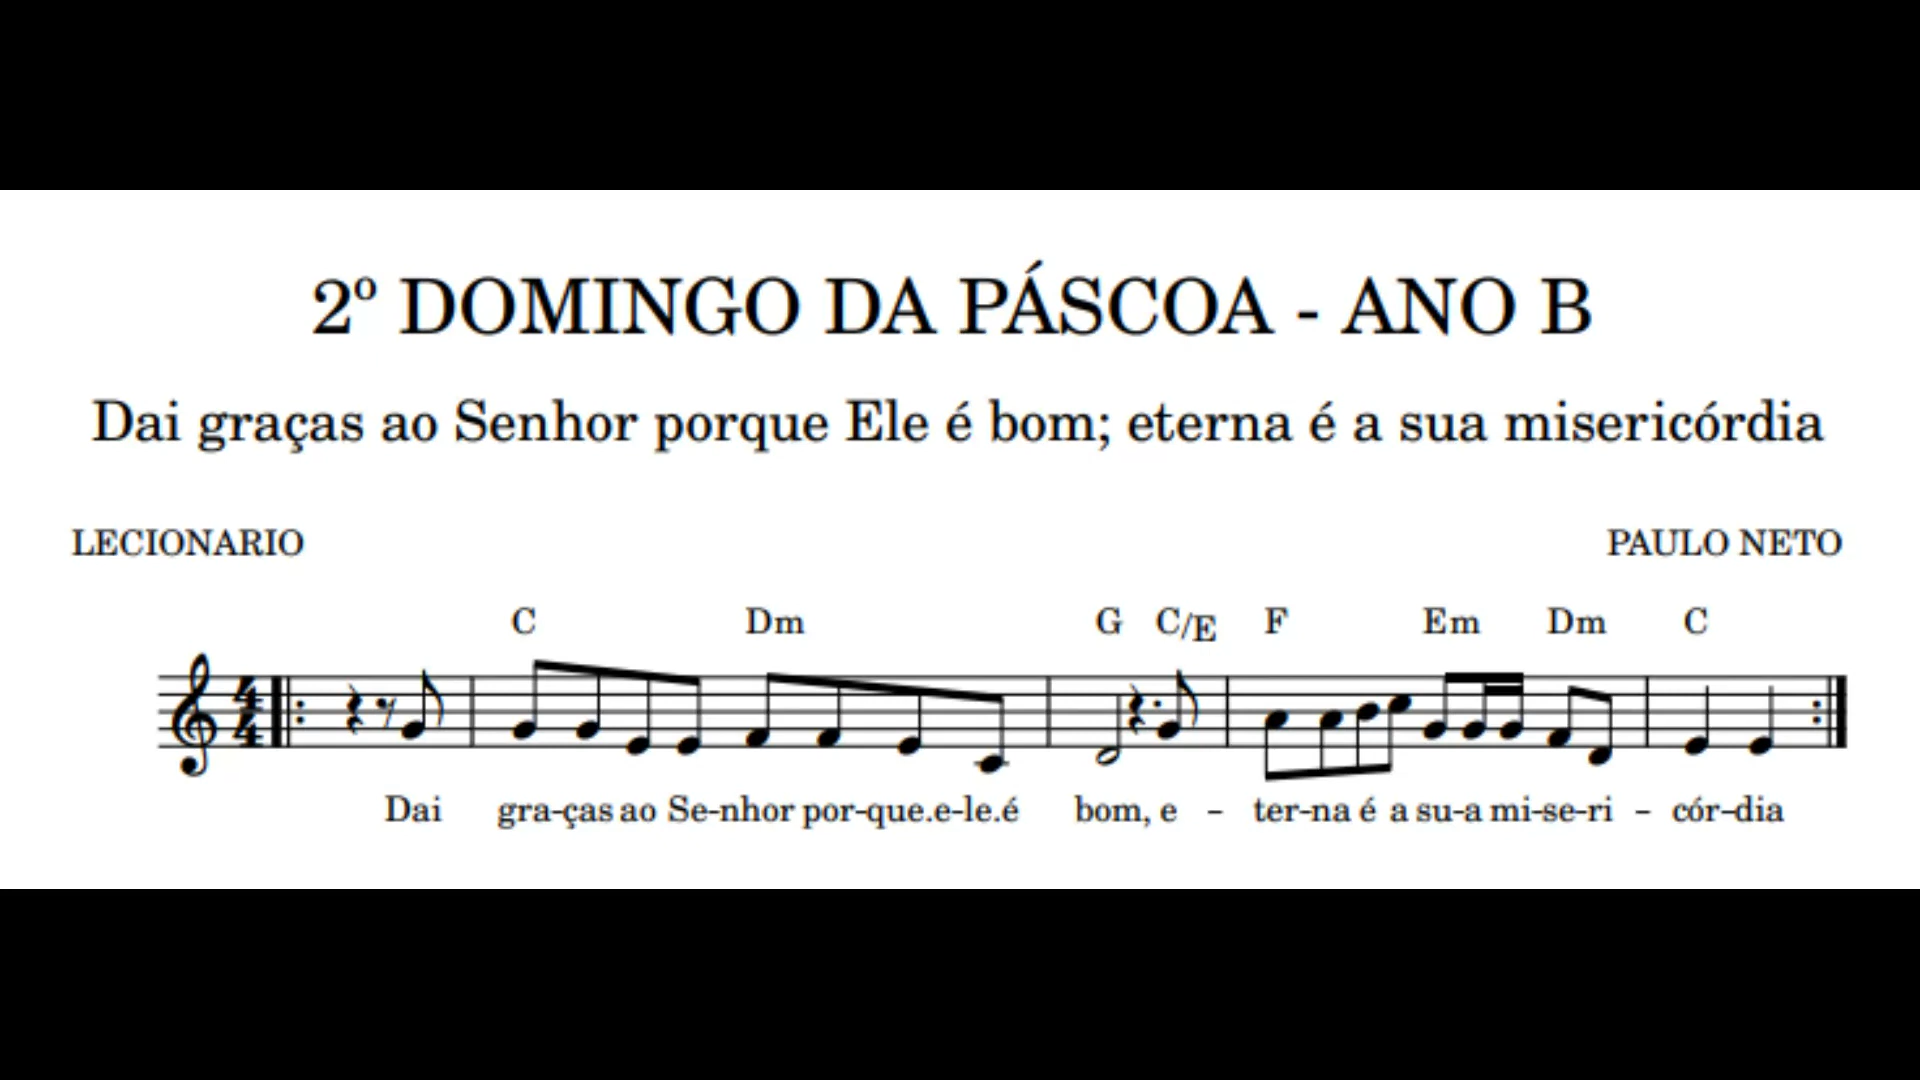 2º DOMINGO DA PÁSCOA - ANO B
Dai graças ao Senhor porque Ele é bom; eterna é a sua misericórdia
LECIONARIO PAULO NETO
C Dm G C/E F Em Dm C
4/4
Dai gra-ças ao Se-nhor por-que.e-le.é bom, e - ter-na é a su-a mi-se-ri - cór-dia